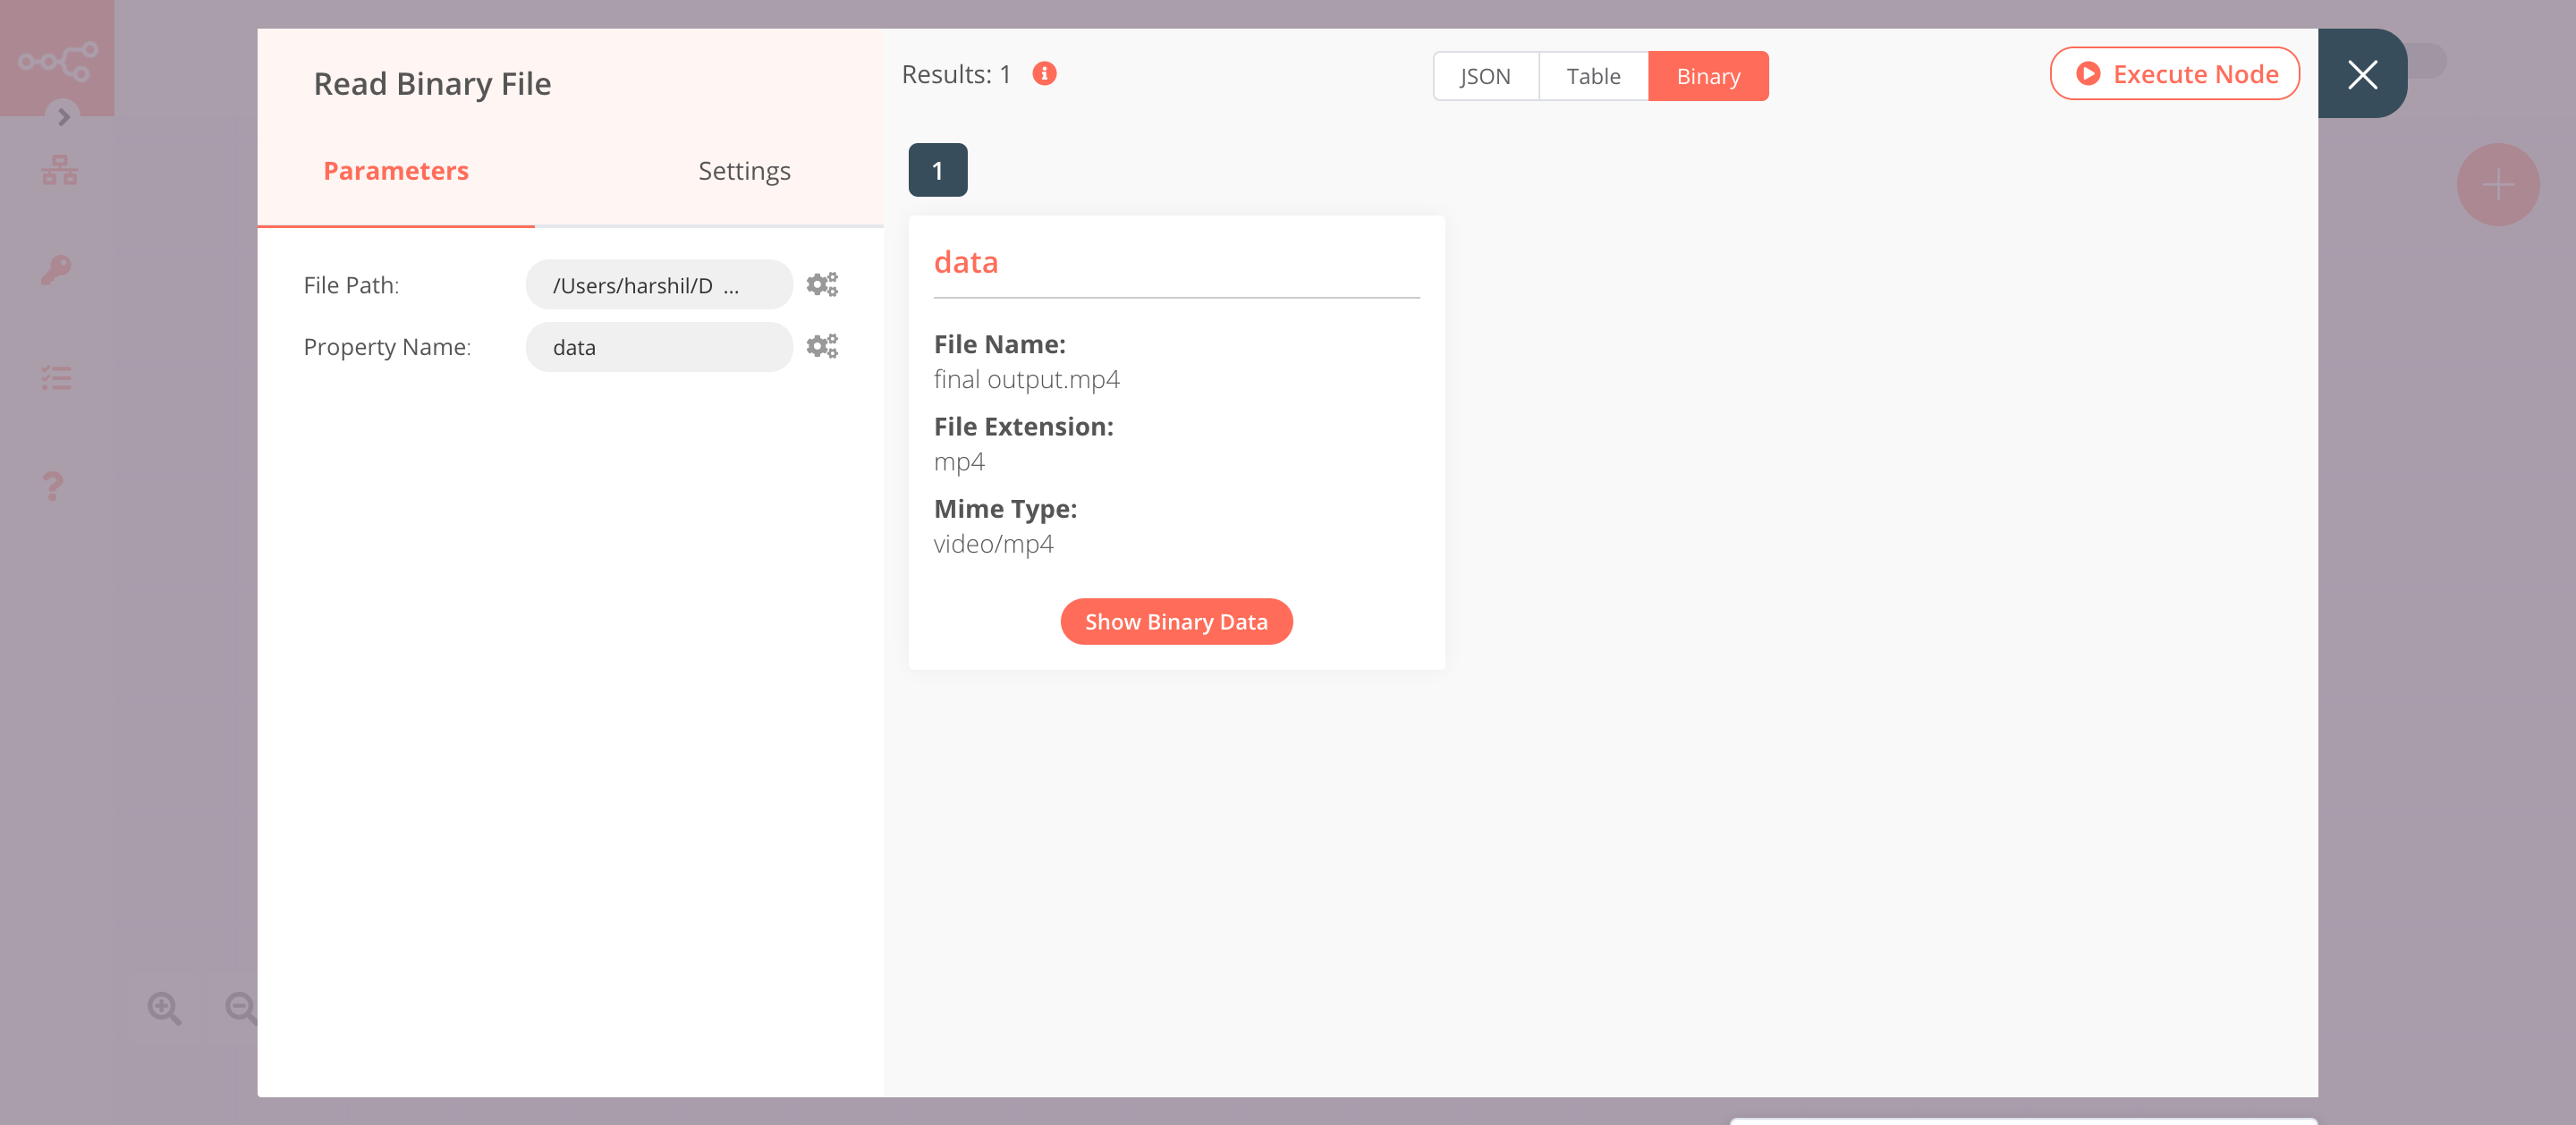 Read Binary File
Parameters
Settings
File Path:
/Users/harshil/D ...
Property Name:
data
Results: 1
JSON
Table
Binary
Execute Node
1
data
File Name:
final output.mp4
File Extension:
mp4
Mime Type:
video/mp4
Show Binary Data